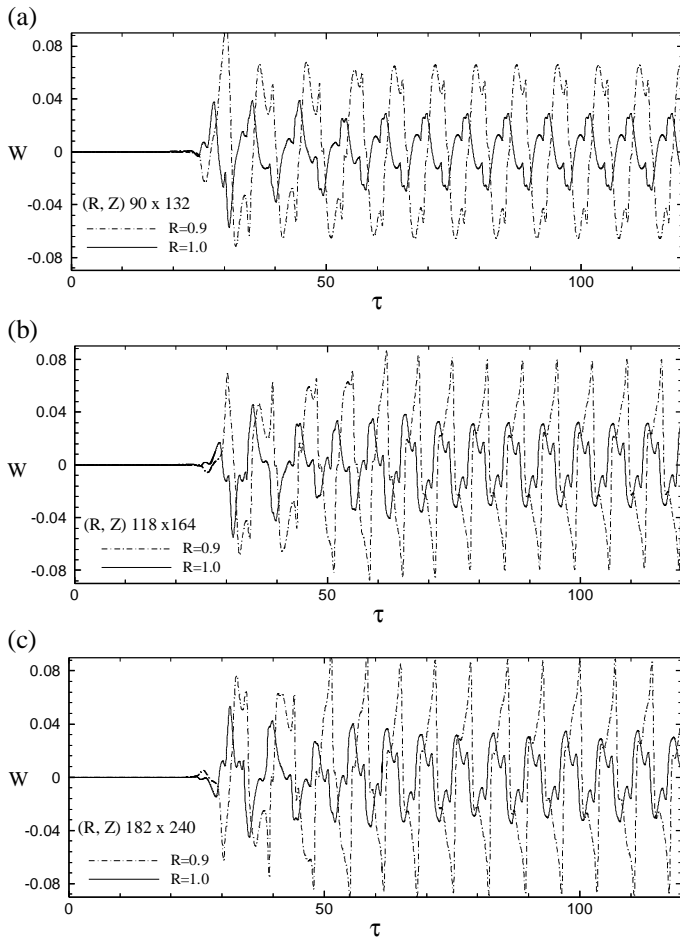 (a)
0.08
0.04
W
0
-0.04
(R, Z) 90 x 132
R=0.9
R=1.0
-0.08
0
50
100
τ
(b)
0.08
0.04
W
0
-0.04
(R, Z) 118 x164
R=0.9
R=1.0
-0.08
0
50
100
τ
(c)
0.08
0.04
W
0
-0.04
(R, Z) 182 x 240
R=0.9
R=1.0
-0.08
0
50
100
τ